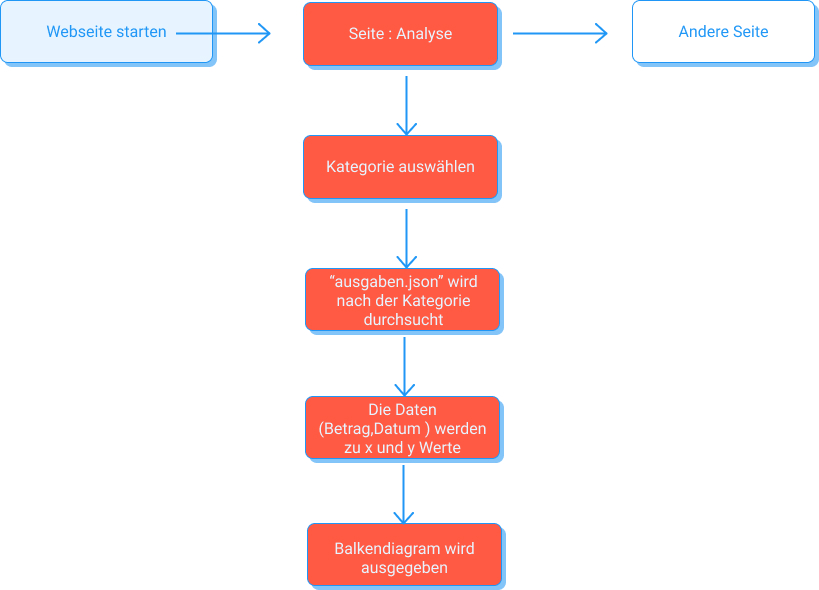 Webseite starten
Seite : Analyse
Andere Seite
Kategorie auswählen
“ausgaben.json” wird
nach der Kategorie
durchsucht
Die Daten
(Betrag,Datum ) werden
zu x und y Werte
Balkendiagram wird
ausgegeben